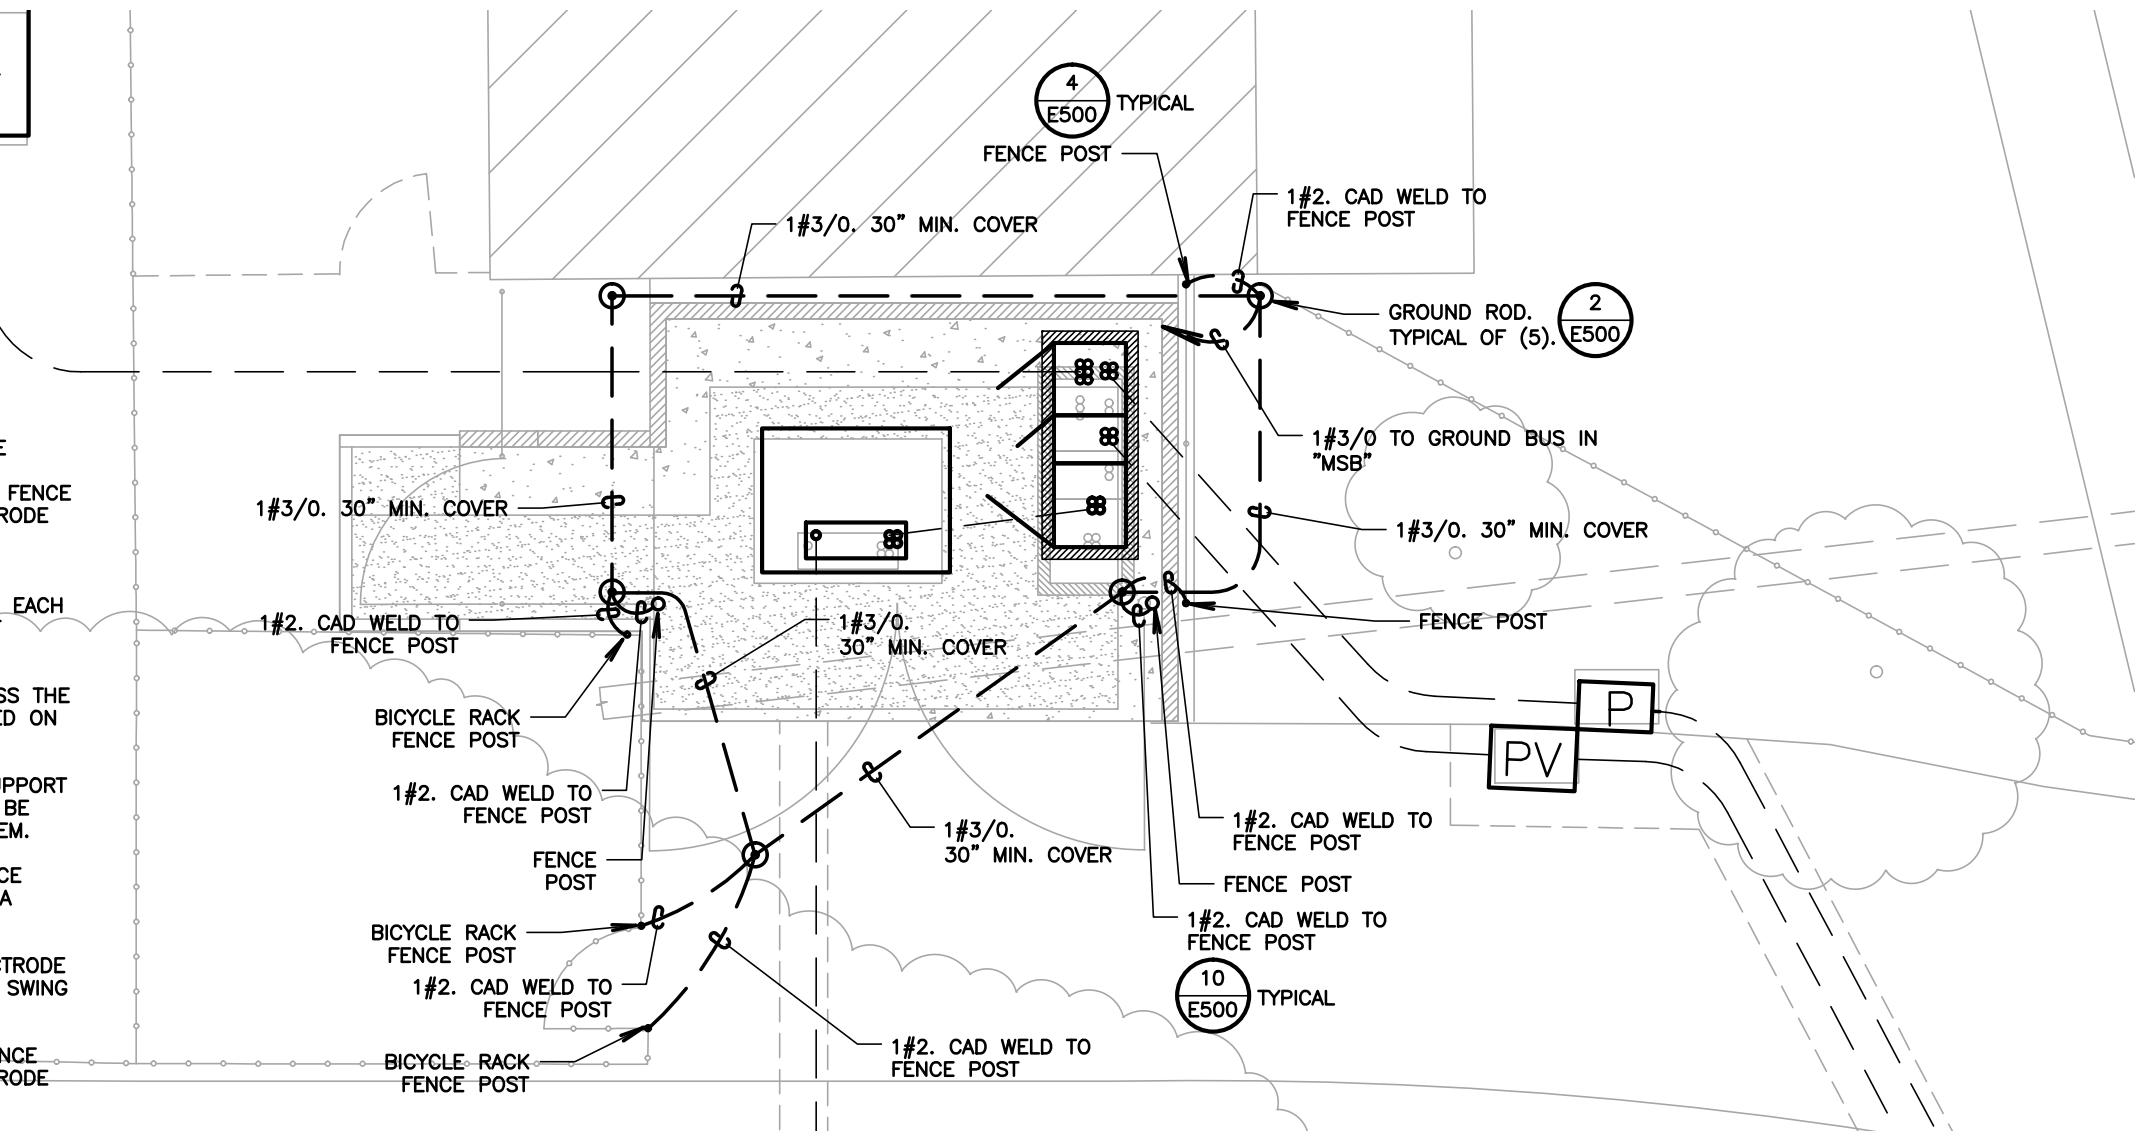 4
E500
TYPICAL
FENCE POST
1#2. CAD WELD TO
FENCE POST
1#3/0. 30” MIN. COVER
GROUND ROD.
TYPICAL OF (5).
2
E500
1#3/0 TO GROUND BUS IN
"MSB"
E
FENCE
RODE
1#3/0. 30” MIN. COVER
1#3/0. 30” MIN. COVER
EACH
1#2. CAD WELD TO
FENCE POST
1#3/0.
30” MIN. COVER
FENCE POST
SS THE
ED ON
BICYCLE RACK
FENCE POST
P
PV
UPPORT
BE
EM.
1#2. CAD WELD TO
FENCE POST
1#3/0.
30” MIN. COVER
1#2. CAD WELD TO
FENCE POST
CE
A
FENCE
POST
FENCE POST
BICYCLE RACK
FENCE POST
1#2. CAD WELD TO
FENCE POST
CTRODE
SWING
1#2. CAD WELD TO
FENCE POST
10
E500
TYPICAL
NCE
RODE
BICYCLE RACK
FENCE POST
1#2. CAD WELD TO
FENCE POST